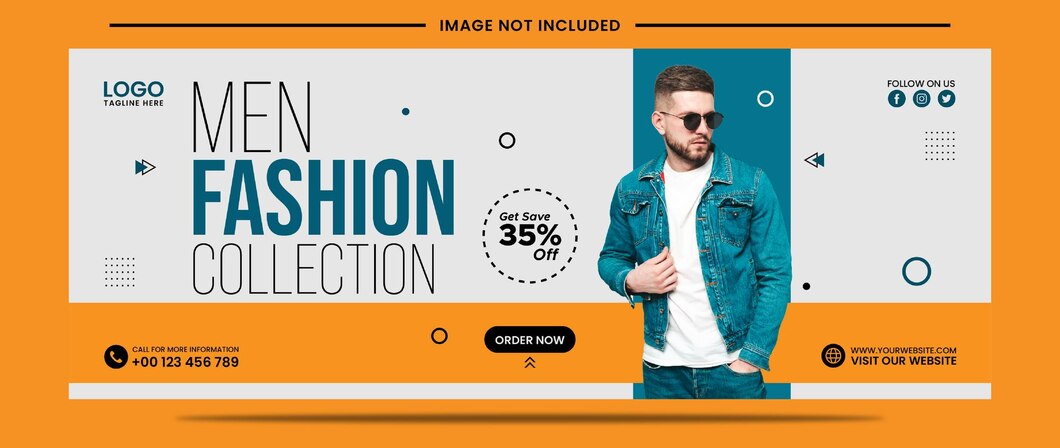 IMAGE NOT INCLUDED
LOGO
TAGLINE HERE
MEN
FASHION
COLLECTION
Get Save
35%
Off
FOLLOW ON US
CALL FOR MORE INFORMATION
+00 123 456 789
ORDER NOW
WWW.YOURWEBSITE.COM
VISIT OUR WEBSITE